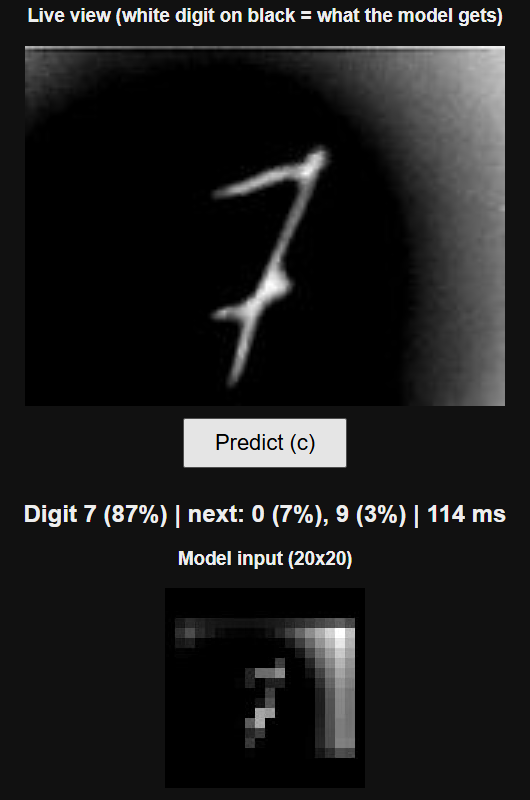 Live view (white digit on black = what the model gets)
7
Predict (c)
Digit 7 (87%) | next: 0 (7%), 9 (3%) | 114 ms
Model input (20x20)
7